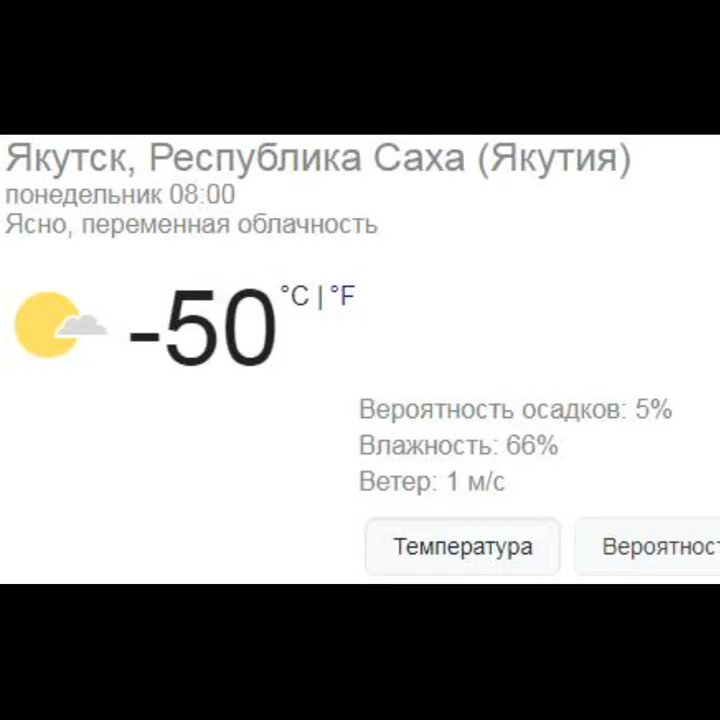 Якутск, Республика Саха (Якутия)
понедельник 08:00
Ясно, переменная облачность
-50 °C | °F
Вероятность осадков: 5%
Влажность: 66%
Ветер: 1 м/с
Температура Вероятнос